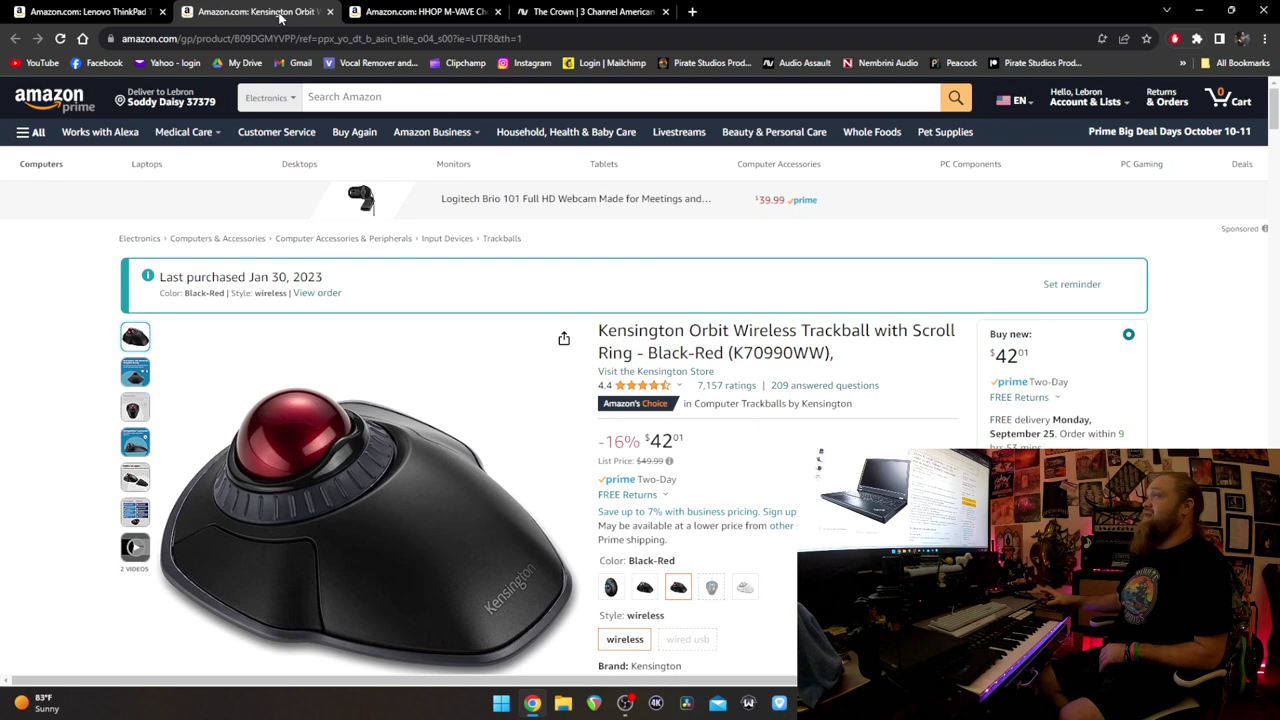 Amazon.com: Lenovo ThinkPad T
Amazon.com: Kensington Orbit W
Amazon.com: HHOP M-VAVE Ch
The Crown | 3 Channel American
amazon.com/gp/product/B09DGMYVPP/ref=ppx_yo_dt_b_asin_title_o04_s00?ie=UTF8&th=1
YouTube Facebook Yahoo - login My Drive Gmail Vocal Remover and... Clipchamp Instagram Login | Mailchimp Pirate Studios Prod... Audio Assault Nembrini Audio Peacock Pirate Studios Prod... » All Bookmarks
amazon prime
Deliver to Lebron
Soddy Daisy 37379
Electronics
Search Amazon
EN
Hello, Lebron
Account & Lists
Returns
& Orders
0
Cart
All Works with Alexa Medical Care Customer Service Buy Again Amazon Business Household, Health & Baby Care Livestreams Beauty & Personal Care Whole Foods Pet Supplies Prime Big Deal Days October 10-11
Computers Laptops Desktops Monitors Tablets Computer Accessories PC Components PC Gaming Deals
Logitech Brio 101 Full HD Webcam Made for Meetings and... $39.99 prime
Sponsored
Electronics › Computers & Accessories › Computer Accessories & Peripherals › Input Devices › Trackballs
Last purchased Jan 30, 2023
Color: Black-Red | Style: wireless | View order
Set reminder
Kensington Orbit Wireless Trackball with Scroll
Ring - Black-Red (K70990WW),
Visit the Kensington Store
4.4 7,157 ratings | 209 answered questions
Amazon's Choice in Computer Trackballs by Kensington
-16% $42 01
List Price: $49.99
prime Two-Day
FREE Returns
Save up to 7% with business pricing. Sign up
May be available at a lower price from other
Prime shipping.
Color: Black-Red
Style: wireless
wireless wired usb
Brand: Kensington
Buy new:
$42 01
prime Two-Day
FREE Returns
FREE delivery Monday,
September 25. Order within 9
2 VIDEOS
Kensington
83°F
Sunny
4K